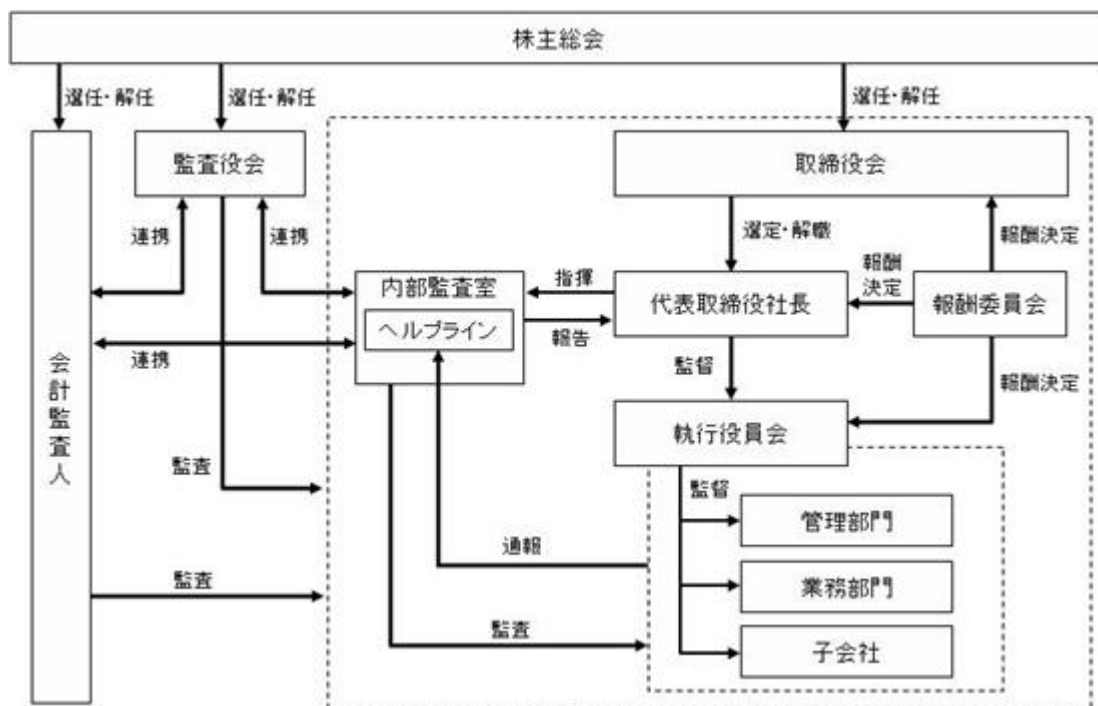 株主総会
選任・解任
選任・解任
選任・解任
監査役会
取締役会
連携
連携
選定・解職
報酬決定
内部監査室
ヘルプライン
指揮
報告
代表取締役社長
報酬
決定
報酬委員会
連携
監督
報酬決定
会計監査人
執行役員会
監査
監督
管理部門
通報
業務部門
監査
監査
子会社